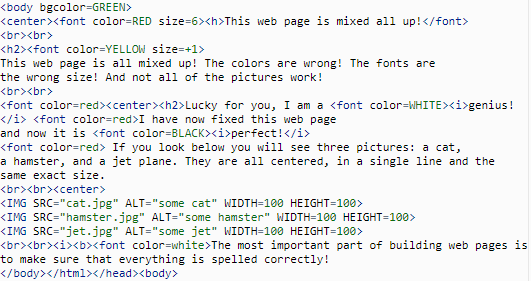 <body bgcolor=GREEN>
<center><font color=RED size=6><h>This web page is mixed all up!</font>
<br><br>
<h2><font color=YELLOW size=+1>
This web page is all mixed up! The colors are wrong! The fonts are
the wrong size! And not all of the pictures work!
<br><br>
<font color=red><center><h2>Lucky for you, I am a <font color=WHITE><i>genius!
</i> <font color=red>I have now fixed this web page
and now it is <font color=BLACK><i>perfect!</i>
<font color=red> If you look below you will see three pictures: a cat,
a hamster, and a jet plane. They are all centered, in a single line and the
same exact size.
<br><br><center>
<IMG SRC="cat.jpg" ALT="some cat" WIDTH=100 HEIGHT=100>
<IMG SRC="hamster.jpg" ALT="some hamster" WIDTH=100 HEIGHT=100>
<IMG SRC="jet.jpg" ALT="some jet" WIDTH=100 HEIGHT=100>
<br><br><i><b><font color=white>The most important part of building web pages is
to make sure that everything is spelled correctly!
</body></html></head><body>